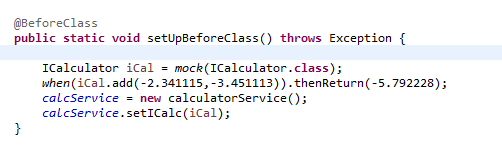 @BeforeClass
public static void setUpBeforeClass() throws Exception {
ICalculator iCal = mock(ICalculator.class);
when(iCal.add(-2.341115,-3.451113)).thenReturn(-5.792228);
calcService = new calculatorService();
calcService.setICalc(iCal);
}